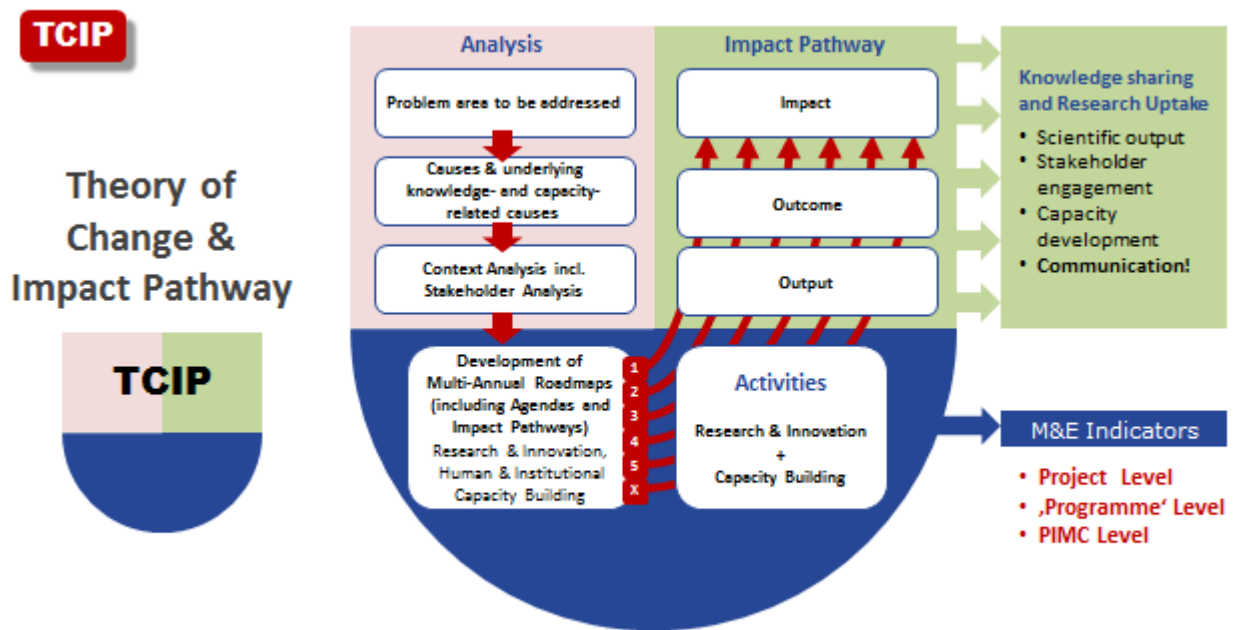 TCIP
Theory of
Change &
Impact Pathway
TCIP
Analysis
Problem area to be addressed
Causes & underlying
knowledge- and capacity-
related causes
Context Analysis incl.
Stakeholder Analysis
Development of
Multi-Annual Roadmaps
(including Agendas and
Impact Pathways)
Research & Innovation,
Human & Institutional
Capacity Building
1
2
3
4
5
X
Impact Pathway
Impact
Outcome
Output
Activities
Research & Innovation
+
Capacity Building
Knowledge sharing
and Research Uptake
• Scientific output
• Stakeholder
engagement
• Capacity
development
• Communication!
M&E Indicators
• Project Level
• ‚Programme‘ Level
• PIMC Level